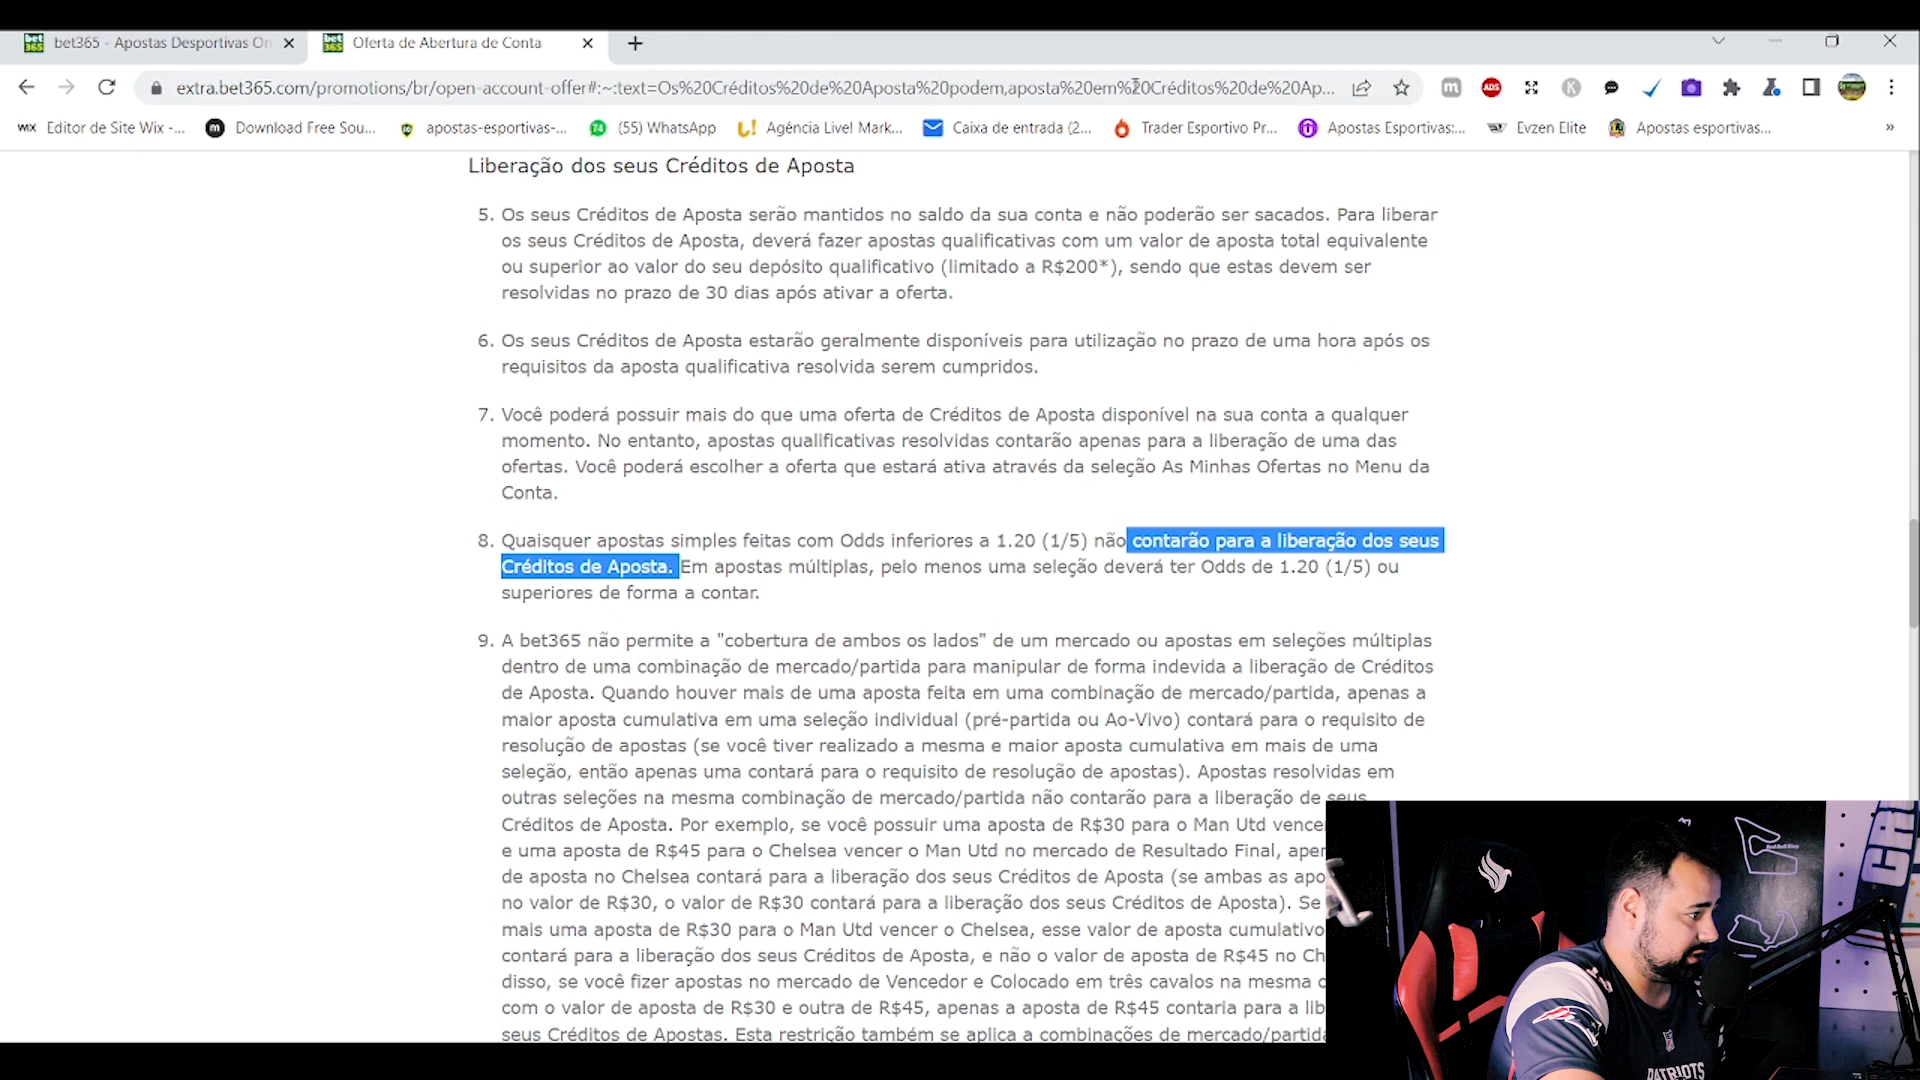 bet365 - Apostas Desportivas On
Oferta de Abertura de Conta
extra.bet365.com/promotions/br/open-account-offer#:~:text=Os%20Créditos%20de%20Aposta%20podem,aposta%20em%20Créditos%20de%20Ap...
Editor de Site Wix -...
Download Free Sou...
apostas-esportivas-...
(55) WhatsApp
Agência Live! Mark...
Caixa de entrada (2...
Trader Esportivo Pr...
Apostas Esportivas:...
Evzen Elite
Apostas esportivas...
Liberação dos seus Créditos de Aposta
5. Os seus Créditos de Aposta serão mantidos no saldo da sua conta e não poderão ser sacados. Para liberar
os seus Créditos de Aposta, deverá fazer apostas qualificativas com um valor de aposta total equivalente
ou superior ao valor do seu depósito qualificativo (limitado a R$200*), sendo que estas devem ser
resolvidas no prazo de 30 dias após ativar a oferta.
6. Os seus Créditos de Aposta estarão geralmente disponíveis para utilização no prazo de uma hora após os
requisitos da aposta qualificativa resolvida serem cumpridos.
7. Você poderá possuir mais do que uma oferta de Créditos de Aposta disponível na sua conta a qualquer
momento. No entanto, apostas qualificativas resolvidas contarão apenas para a liberação de uma das
ofertas. Você poderá escolher a oferta que estará ativa através da seleção As Minhas Ofertas no Menu da
Conta.
8. Quaisquer apostas simples feitas com Odds inferiores a 1.20 (1/5) não contarão para a liberação dos seus
Créditos de Aposta. Em apostas múltiplas, pelo menos uma seleção deverá ter Odds de 1.20 (1/5) ou
superiores de forma a contar.
9. A bet365 não permite a "cobertura de ambos os lados" de um mercado ou apostas em seleções múltiplas
dentro de uma combinação de mercado/partida para manipular de forma indevida a liberação de Créditos
de Aposta. Quando houver mais de uma aposta feita em uma combinação de mercado/partida, apenas a
maior aposta cumulativa em uma seleção individual (pré-partida ou Ao-Vivo) contará para o requisito de
resolução de apostas (se você tiver realizado a mesma e maior aposta cumulativa em mais de uma
seleção, então apenas uma contará para o requisito de resolução de apostas). Apostas resolvidas em
outras seleções na mesma combinação de mercado/partida não contarão para a liberação de seus
Créditos de Aposta. Por exemplo, se você possuir uma aposta de R$30 para o Man Utd vencer
e uma aposta de R$45 para o Chelsea vencer o Man Utd no mercado de Resultado Final, aper
de aposta no Chelsea contará para a liberação dos seus Créditos de Aposta (se ambas as apo
no valor de R$30, o valor de R$30 contará para a liberação dos seus Créditos de Aposta). Se
mais uma aposta de R$30 para o Man Utd vencer o Chelsea, esse valor de aposta cumulativo
contará para a liberação dos seus Créditos de Aposta, e não o valor de aposta de R$45 no Ch
disso, se você fizer apostas no mercado de Vencedor e Colocado em três cavalos na mesma c
com o valor de aposta de R$30 e outra de R$45, apenas a aposta de R$45 contaria para a lib
seus Créditos de Apostas. Esta restrição também se aplica a combinações de mercado/partida
PATRIOTS